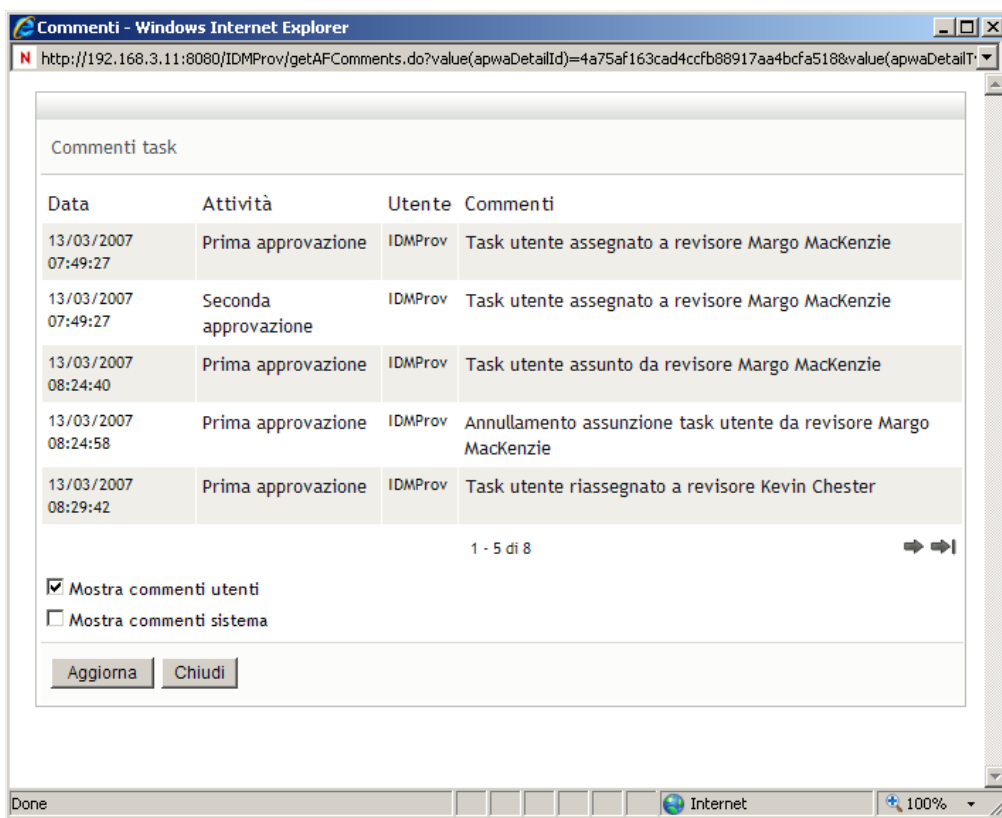 Commenti - Windows Internet Explorer
N http://192.168.3.11:8080/IDMProv/getAFComments.do?value(apwaDetailId)=4a75af163cad4ccfb88917aa4bcfa518&value(apwaDetailT
Commenti task
Data Attività Utente Commenti
13/03/2007 Prima approvazione IDMProv Task utente assegnato a revisore Margo MacKenzie
07:49:27
13/03/2007 Seconda IDMProv Task utente assegnato a revisore Margo MacKenzie
07:49:27 approvazione
13/03/2007 Prima approvazione IDMProv Task utente assunto da revisore Margo MacKenzie
08:24:40
13/03/2007 Prima approvazione IDMProv Annullamento assunzione task utente da revisore Margo
08:24:58 MacKenzie
13/03/2007 Prima approvazione IDMProv Task utente riassegnato a revisore Kevin Chester
08:29:42
1 - 5 di 8
Mostra commenti utenti
Mostra commenti sistema
Aggiorna Chiudi
Done Internet 100%